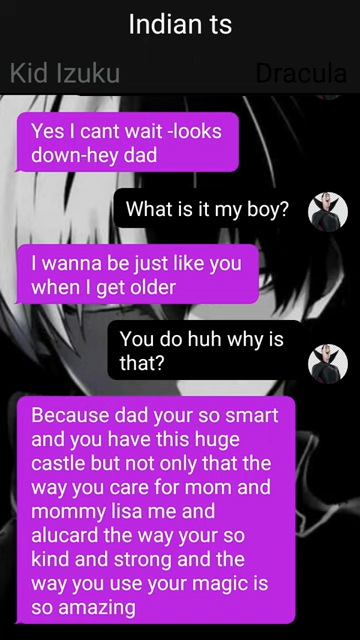 Indian ts
Kid Izuku
Dracula
Yes I cant wait -looks
down-hey dad
What is it my boy?
I wanna be just like you
when I get older
You do huh why is
that?
Because dad your so smart
and you have this huge
castle but not only that the
way you care for mom and
mommy lisa me and
alucard the way your so
kind and strong and the
way you use your magic is
so amazing